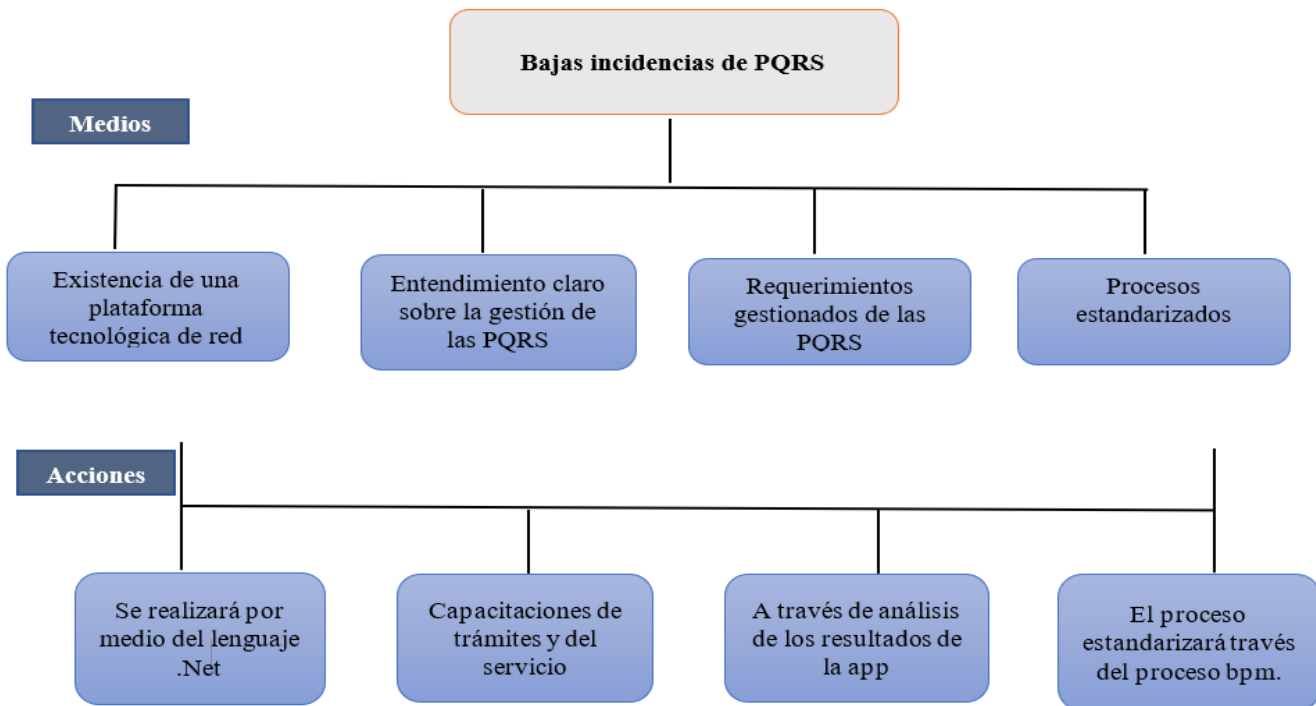 Bajas incidencias de PQRS
Medios
Existencia de una
plataforma
tecnológica de red
Entendimiento claro
sobre la gestión de
las PQRS
Requerimientos
gestionados de las
PQRS
Procesos
estandarizados
Acciones
Se realizará por
medio del lenguaje
.Net
Capacitaciones de
trámites y del
servicio
A través de análisis
de los resultados de
la app
El proceso
estandarizará través
del proceso bpm.